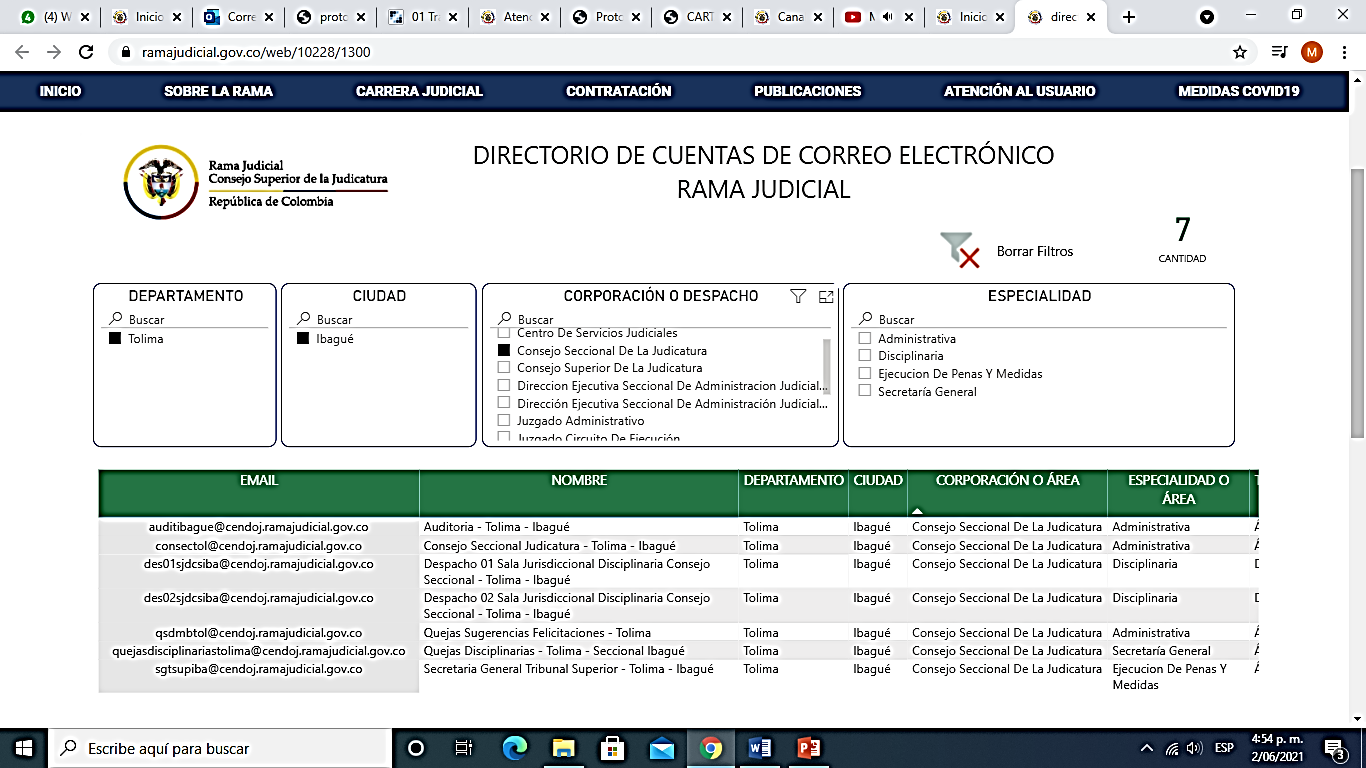 (4) W
Inicio
Corre
proto
01 Tra
Atenc
Proto
CART
Cana
Inicio
direc
ramajudicial.gov.co/web/10228/1300
M
INICIO SOBRE LA RAMA CARRERA JUDICIAL CONTRATACIÓN PUBLICACIONES ATENCIÓN AL USUARIO MEDIDAS COVID19
Rama Judicial
Consejo Superior de la Judicatura
República de Colombia
DIRECTORIO DE CUENTAS DE CORREO ELECTRÓNICO
RAMA JUDICIAL
Borrar Filtros
7
CANTIDAD
DEPARTAMENTO
Buscar
Tolima
CIUDAD
Buscar
Ibagué
CORPORACIÓN O DESPACHO
Buscar
Centro De Servicios Judiciales
Consejo Seccional De La Judicatura
Consejo Superior De La Judicatura
Direccion Ejecutiva Seccional De Administracion Judicial...
Dirección Ejecutiva Seccional De Administración Judicial...
Juzgado Administrativo
Juzgado Circuito De Ejecución
ESPECIALIDAD
Buscar
Administrativa
Disciplinaria
Ejecucion De Penas Y Medidas
Secretaría General
EMAIL NOMBRE DEPARTAMENTO CIUDAD CORPORACIÓN O ÁREA ESPECIALIDAD O
ÁREA
auditibague@cendoj.ramajudicial.gov.co Auditoria - Tolima - Ibagué Tolima Ibagué Consejo Seccional De La Judicatura Administrativa
consectol@cendoj.ramajudicial.gov.co Consejo Seccional Judicatura - Tolima - Ibagué Tolima Ibagué Consejo Seccional De La Judicatura Administrativa
des01sjdcsiba@cendoj.ramajudicial.gov.co Despacho 01 Sala Jurisdiccional Disciplinaria Consejo Tolima Ibagué Consejo Seccional De La Judicatura Disciplinaria
Seccional - Tolima - Ibagué
des02sjdcsiba@cendoj.ramajudicial.gov.co Despacho 02 Sala Jurisdiccional Disciplinaria Consejo Tolima Ibagué Consejo Seccional De La Judicatura Disciplinaria
Seccional - Tolima - Ibagué
qsdmbtol@cendoj.ramajudicial.gov.co Quejas Sugerencias Felicitaciones - Tolima Tolima Ibagué Consejo Seccional De La Judicatura Administrativa
quejasdisciplinariastolima@cendoj.ramajudicial.gov.co Quejas Disciplinarias - Tolima - Seccional Ibagué Tolima Ibagué Consejo Seccional De La Judicatura Secretaría General
sgtsupiba@cendoj.ramajudicial.gov.co Secretaria General Tribunal Superior - Tolima - Ibagué Tolima Ibagué Consejo Seccional De La Judicatura Ejecucion De Penas Y
Medidas
Escribe aquí para buscar
ESP
4:54 p. m.
2/06/2021
3